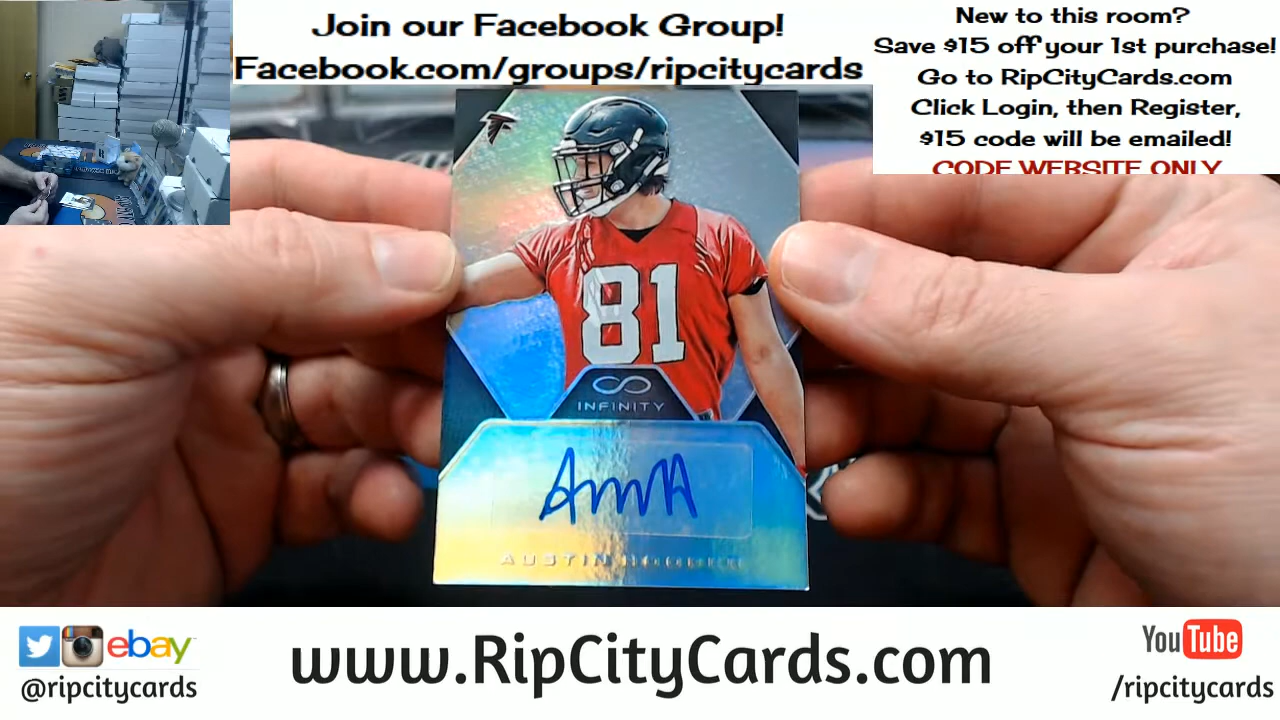 Join our Facebook Group!
Facebook.com/groups/ripcitycards
New to this room?
Save $15 off your 1st purchase!
Go to RipCityCards.com
Click Login, then Register,
$15 code will be emailed!
CODE WEBSITE ONLY
81
INFINITY
AUSTIN
ebay
@ripcitycards
www.RipCityCards.com
YouTube
/ripcitycards